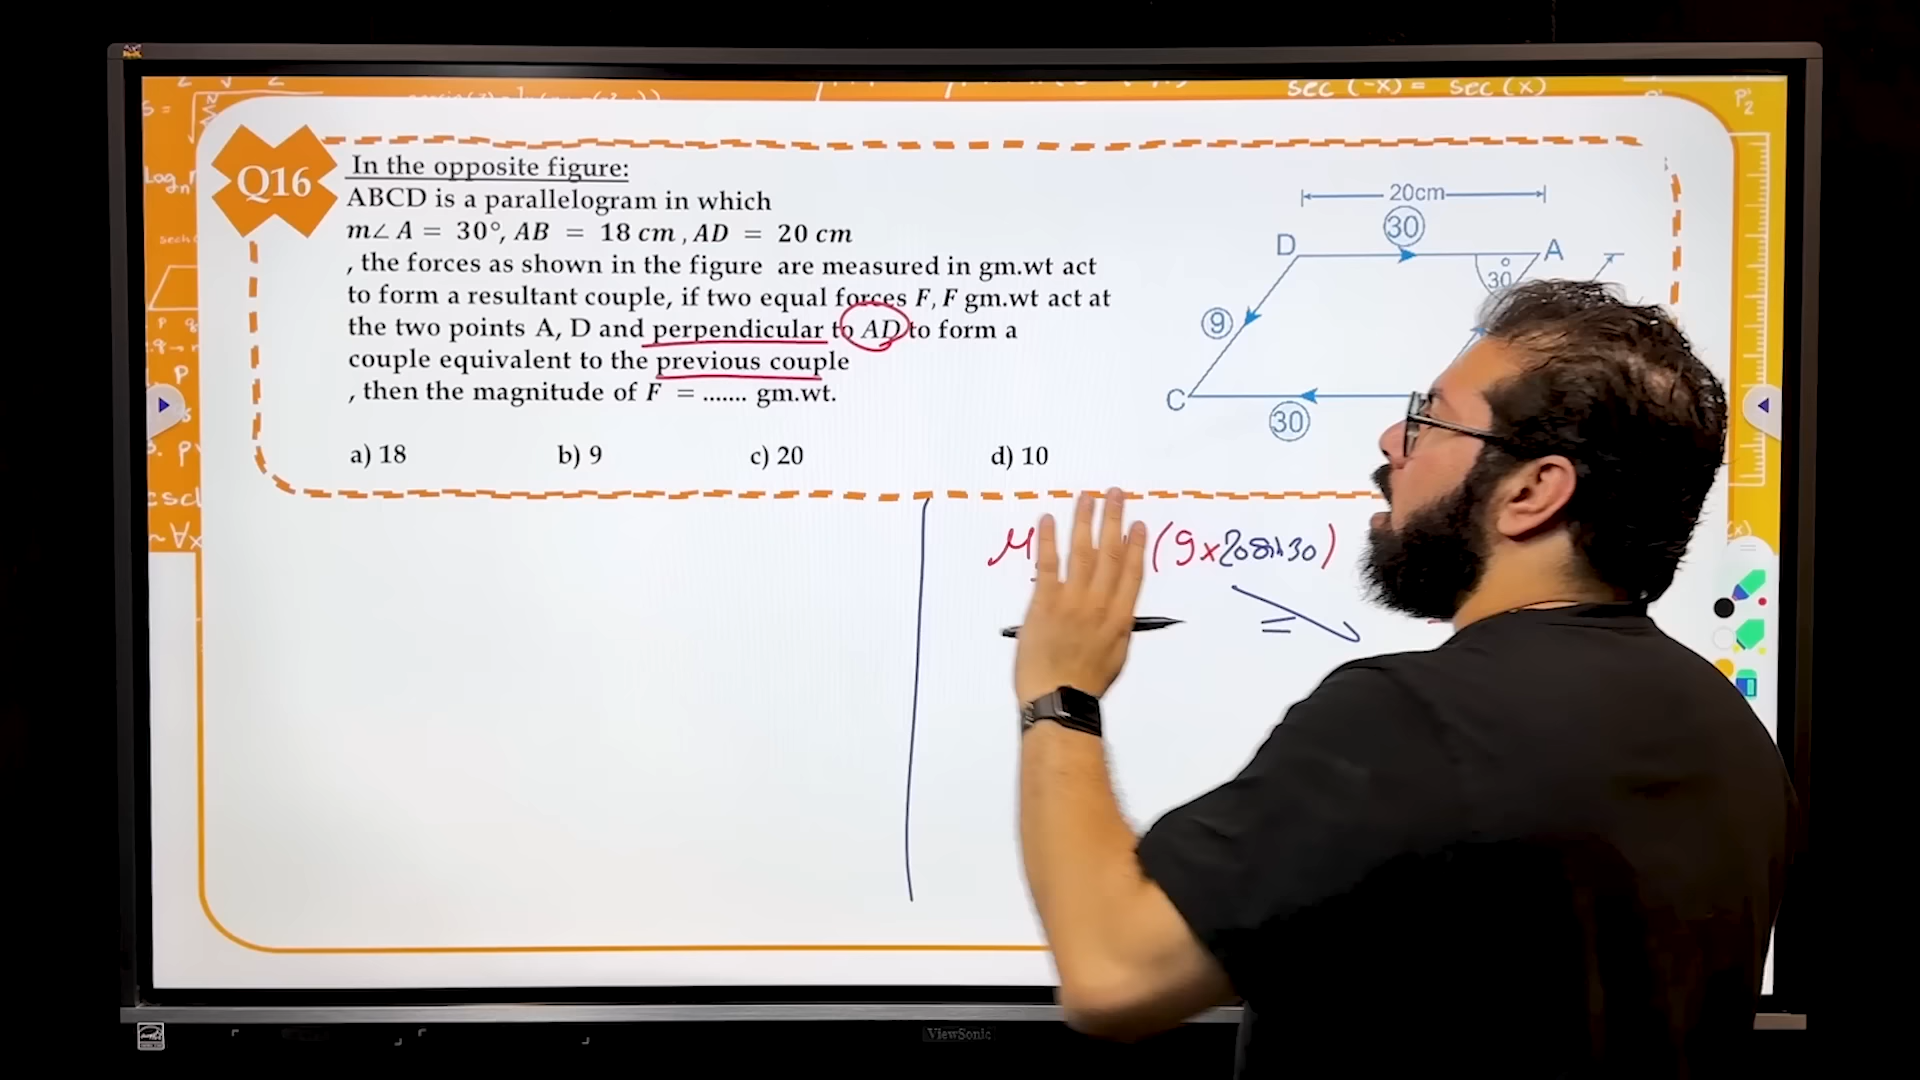 sec (-x) = sec (x)
Q16
In the opposite figure:
ABCD is a parallelogram in which
m∠ A = 30°, AB = 18 cm , AD = 20 cm
, the forces as shown in the figure are measured in gm.wt act
to form a resultant couple, if two equal forces F, F gm.wt act at
the two points A, D and perpendicular to AD to form a
couple equivalent to the previous couple
, then the magnitude of F = ....... gm.wt.
a) 18 b) 9 c) 20 d) 10
20cm
30
D A
30°
9
C
30
M (9×20sin30)
=
ViewSonic